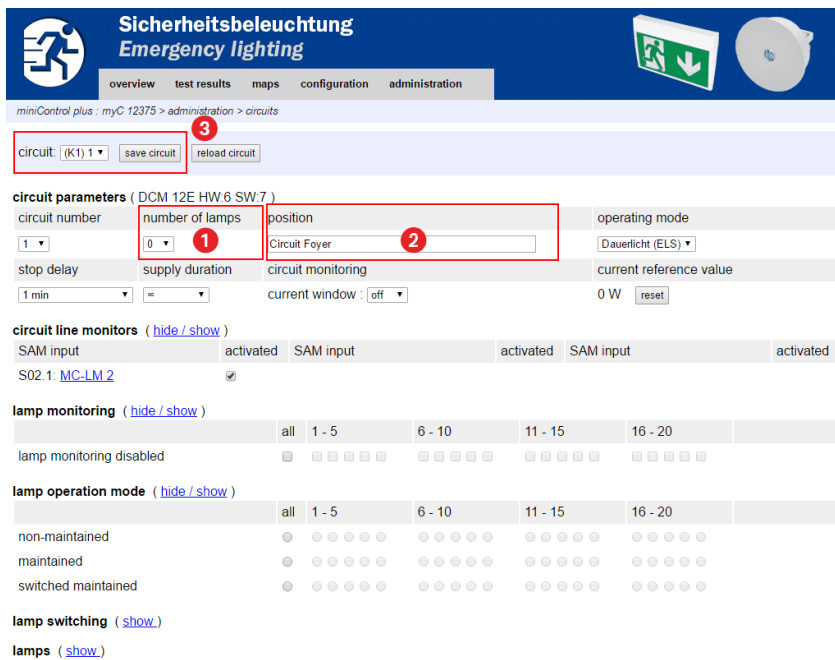 Sicherheitsbeleuchtung
Emergency lighting
overview test results maps configuration administration
miniControl plus : myC 12375 > administration > circuits
3
circuit: (K1) 1 save circuit reload circuit
circuit parameters ( DCM 12E HW:6 SW:7 )
circuit number number of lamps position operating mode
1 0 1 Circuit Foyer 2 Dauerlicht (ELS)
stop delay supply duration circuit monitoring current reference value
1 min ∞ current window : off 0 W reset
circuit line monitors ( hide / show )
SAM input activated SAM input activated SAM input activated
S02.1: MC-LM 2
lamp monitoring ( hide / show )
all 1 - 5 6 - 10 11 - 15 16 - 20
lamp monitoring disabled
lamp operation mode ( hide / show )
all 1 - 5 6 - 10 11 - 15 16 - 20
non-maintained
maintained
switched maintained
lamp switching ( show )
lamps ( show )